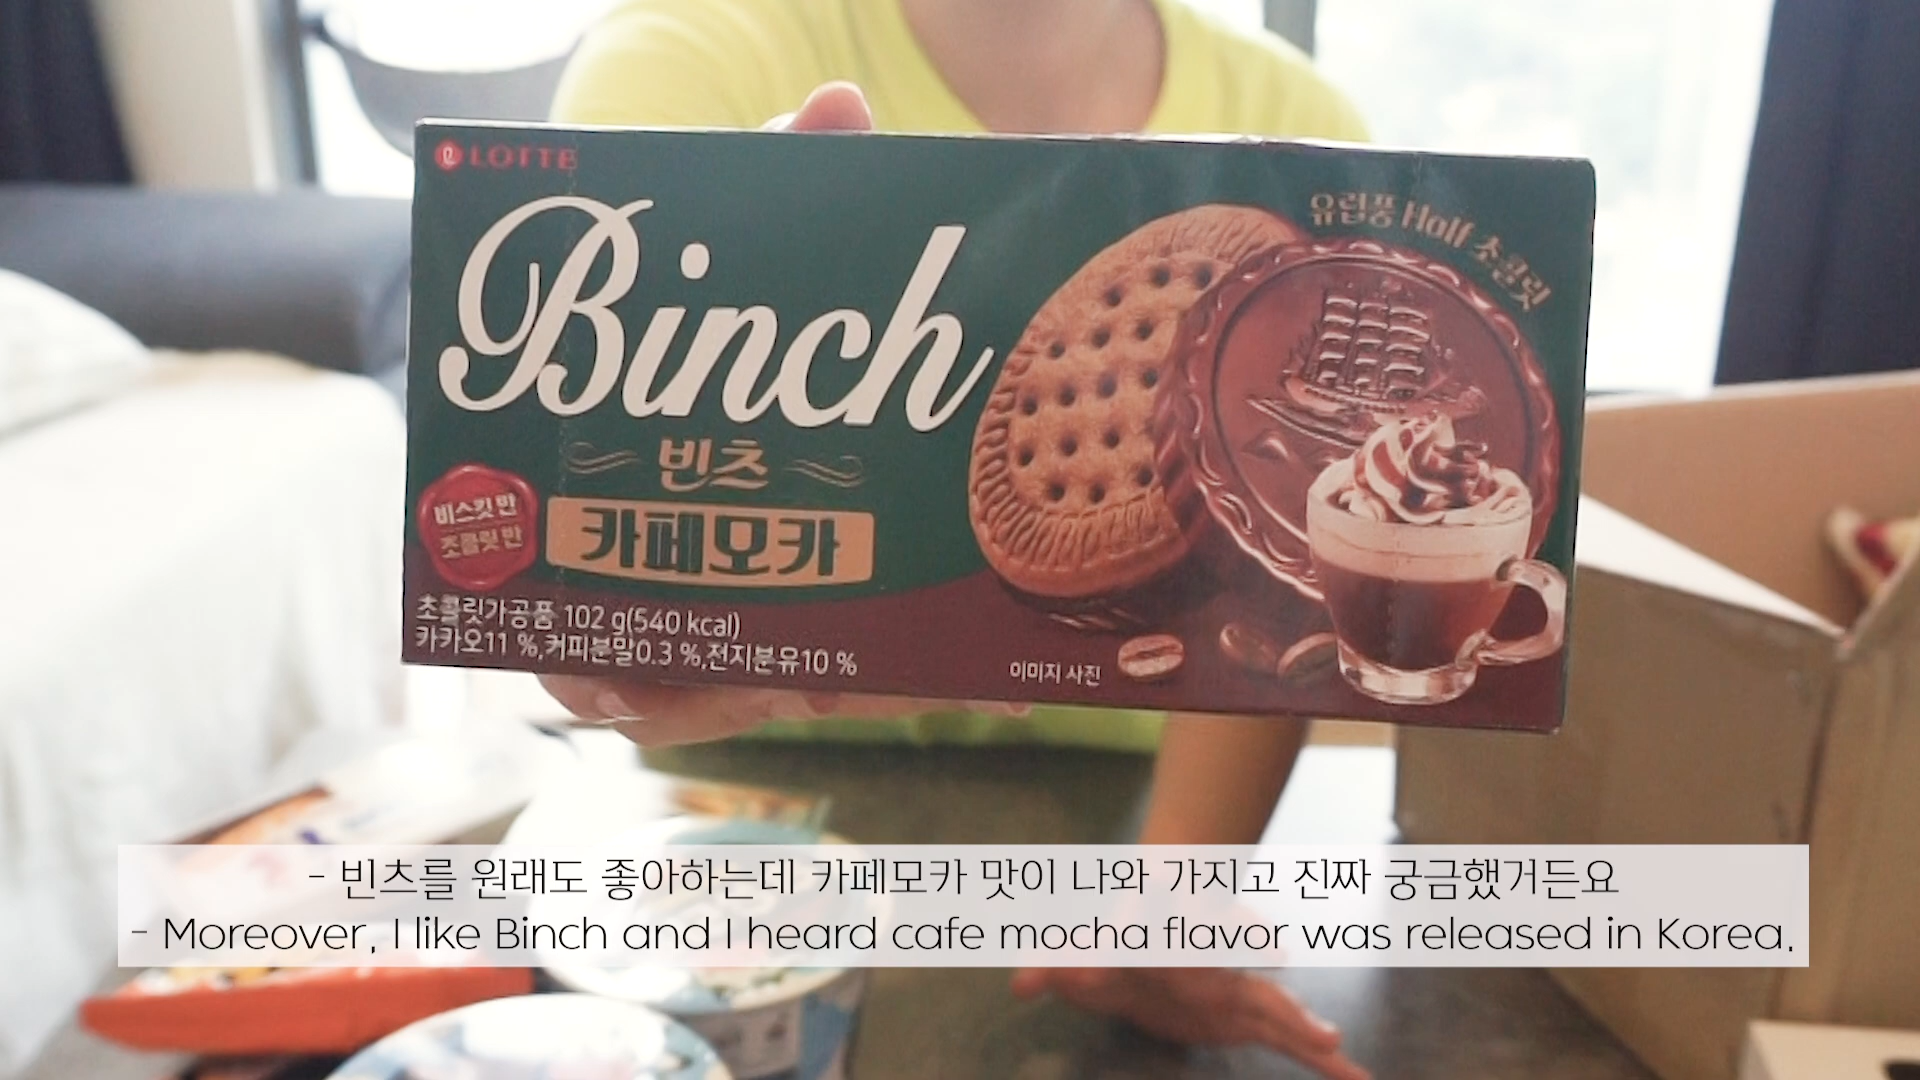 LOTTE
Binch
빈츠
카페모카
비스킷 반
초콜릿 반
유럽풍 Half 초콜릿
초콜릿가공품 102 g(540 kcal)
카카오11 %,커피분말0.3 %,전지분유10 %
이미지 사진
- 빈츠를 원래도 좋아하는데 카페모카 맛이 나와 가지고 진짜 궁금했거든요
- Moreover, I like Binch and I heard cafe mocha flavor was released in Korea.